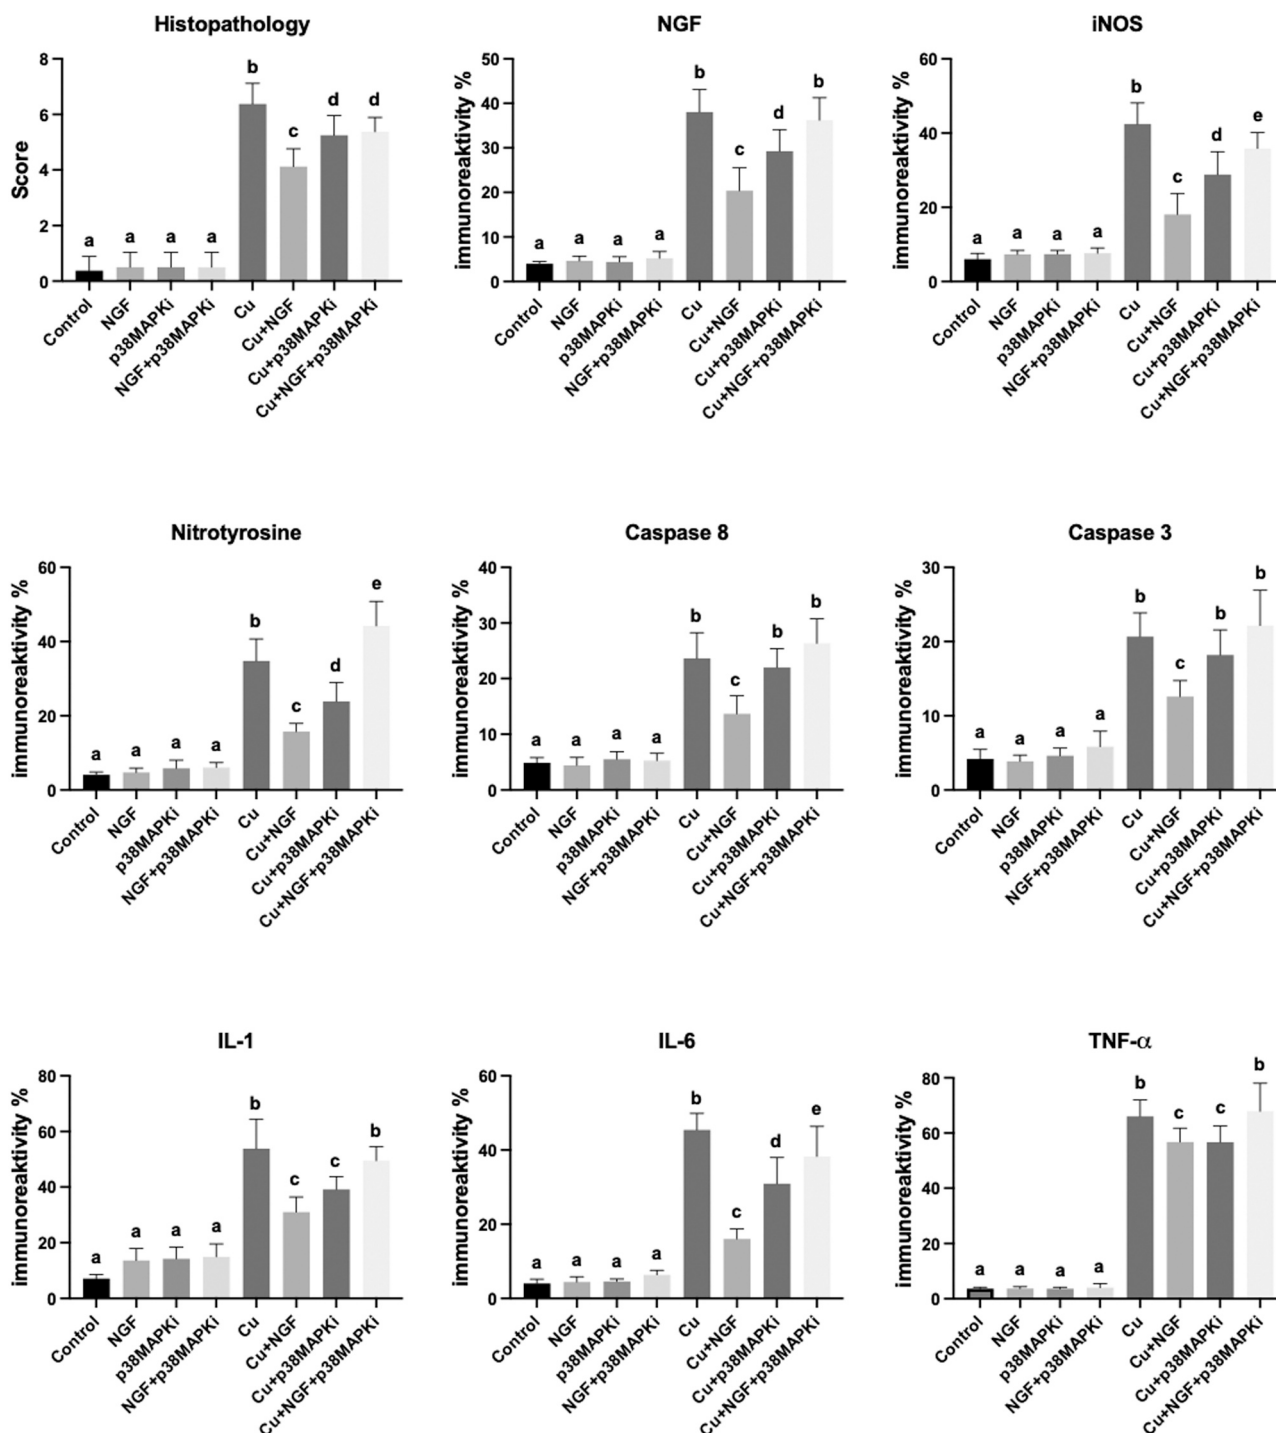 Histopathology
Score
8
6
4
2
0
a
a
a
a
b
c
d
d
Control
NGF
p38MAPKi
NGF+p38MAPKi
Cu
Cu+NGF
Cu+p38MAPKi
Cu+NGF+p38MAPKi
NGF
immunoreaktivity %
50
40
30
20
10
0
a
a
a
a
b
c
d
b
Control
NGF
p38MAPKi
NGF+p38MAPKi
Cu
Cu+NGF
Cu+p38MAPKi
Cu+NGF+p38MAPKi
iNOS
immunoreaktivity %
60
40
20
0
a
a
a
a
b
c
d
e
Control
NGF
p38MAPKi
NGF+p38MAPKi
Cu
Cu+NGF
Cu+p38MAPKi
Cu+NGF+p38MAPKi
Nitrotyrosine
immunoreaktivity %
60
40
20
0
a
a
a
a
b
c
d
e
Control
NGF
p38MAPKi
NGF+p38MAPKi
Cu
Cu+NGF
Cu+p38MAPKi
Cu+NGF+p38MAPKi
Caspase 8
immunoreaktivity %
40
30
20
10
0
a
a
a
a
b
c
b
b
Control
NGF
p38MAPKi
NGF+p38MAPKi
Cu
Cu+NGF
Cu+p38MAPKi
Cu+NGF+p38MAPKi
Caspase 3
immunoreaktivity %
30
20
10
0
a
a
a
a
b
c
b
b
Control
NGF
p38MAPKi
NGF+p38MAPKi
Cu
Cu+NGF
Cu+p38MAPKi
Cu+NGF+p38MAPKi
IL-1
immunoreaktivity %
80
60
40
20
0
a
a
a
a
b
c
c
b
Control
NGF
p38MAPKi
NGF+p38MAPKi
Cu
Cu+NGF
Cu+p38MAPKi
Cu+NGF+p38MAPKi
IL-6
immunoreaktivity %
60
40
20
0
a
a
a
a
b
c
d
e
Control
NGF
p38MAPKi
NGF+p38MAPKi
Cu
Cu+NGF
Cu+p38MAPKi
Cu+NGF+p38MAPKi
TNF-α
immunoreaktivity %
80
60
40
20
0
a
a
a
a
b
c
c
b
Control
NGF
p38MAPKi
NGF+p38MAPKi
Cu
Cu+NGF
Cu+p38MAPKi
Cu+NGF+p38MAPKi